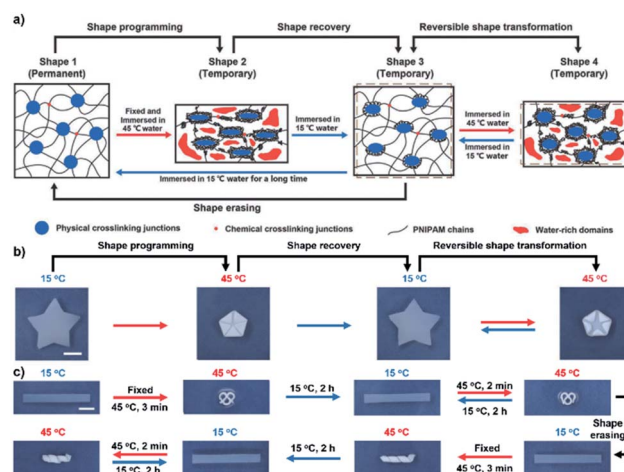 a)
Shape programming
Shape recovery
Reversible shape transformation
Shape 1
(Permanent)
Shape 2
(Temporary)
Shape 3
(Temporary)
Shape 4
(Temporary)
Fixed and
Immersed in
45 ℃ water
Immersed in
15 ℃ water
Immersed in
45 ℃ water
Immersed in
15 ℃ water
Immersed in 15 ℃ water for a long time
Shape erasing
Physical crosslinking junctions
Chemical crosslinking junctions
PNIPAM chains
Water-rich domains
b)
Shape programming
Shape recovery
Reversible shape transformation
15 °C
45 °C
15 °C
45 °C
c)
15 °C
Fixed
45 °C, 3 min
45 °C
15 °C, 2 h
15 °C
45 °C, 2 min
15 °C, 2 h
45 °C
Shape
erasing
45 °C
45 °C, 2 min
15 °C, 2 h
15 °C
15 °C, 2 h
45 °C
Fixed
45 °C, 3 min
15 °C